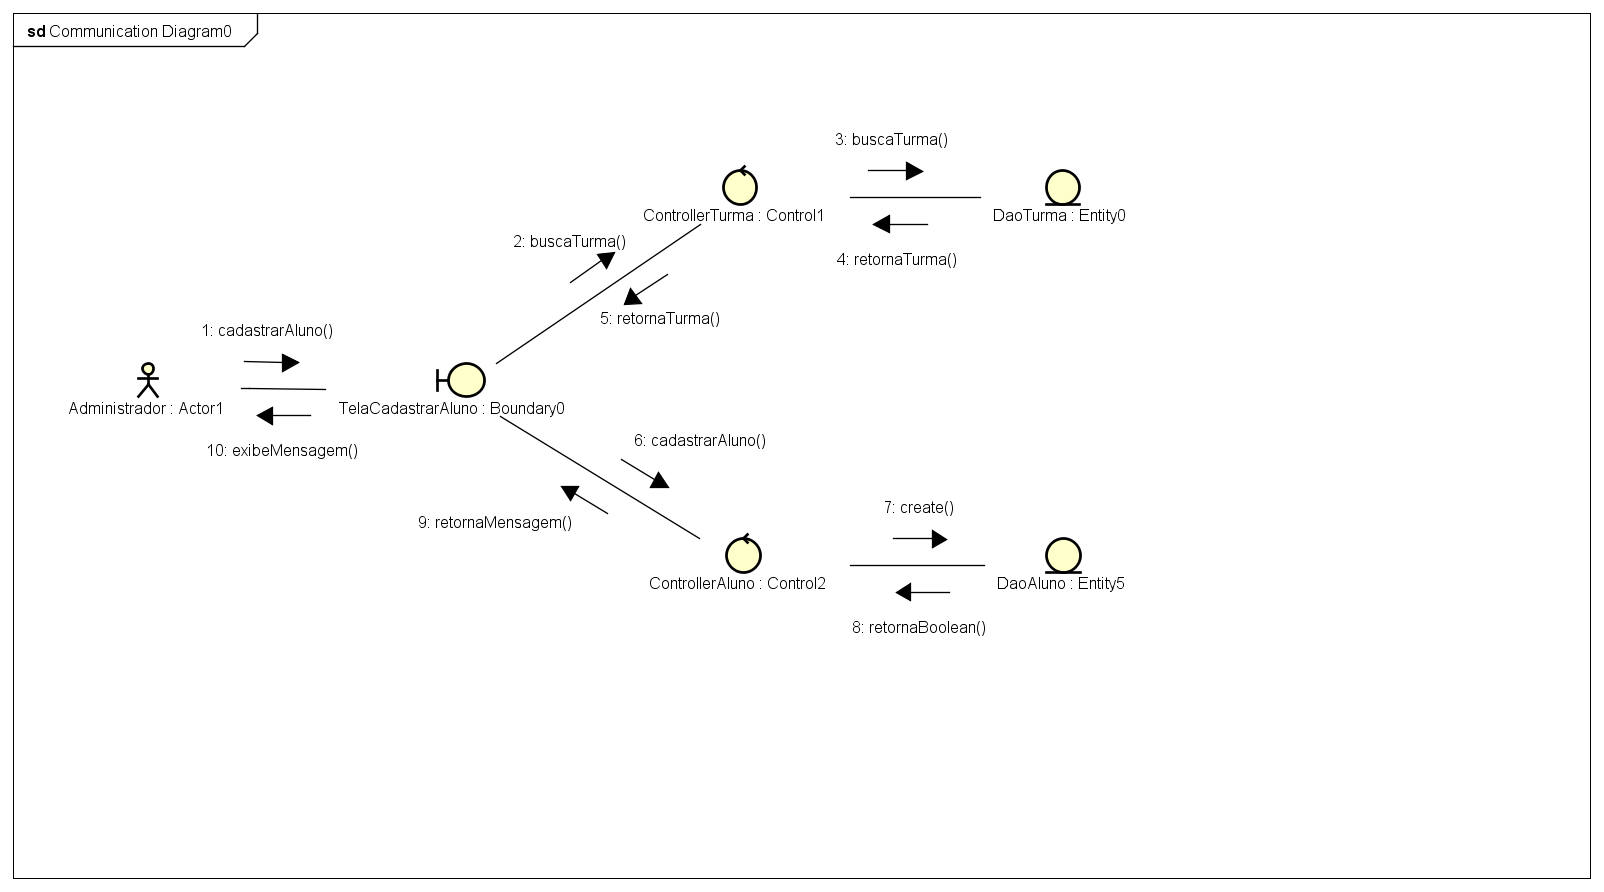 sd Communication Diagram0
3: buscaTurma()
ControllerTurma : Control1
DaoTurma : Entity0
2: buscaTurma()
4: retornaTurma()
5: retornaTurma()
1: cadastrarAluno()
Administrador : Actor1
TelaCadastrarAluno : Boundary0
10: exibeMensagem()
6: cadastrarAluno()
9: retornaMensagem()
7: create()
ControllerAluno : Control2
DaoAluno : Entity5
8: retornaBoolean()